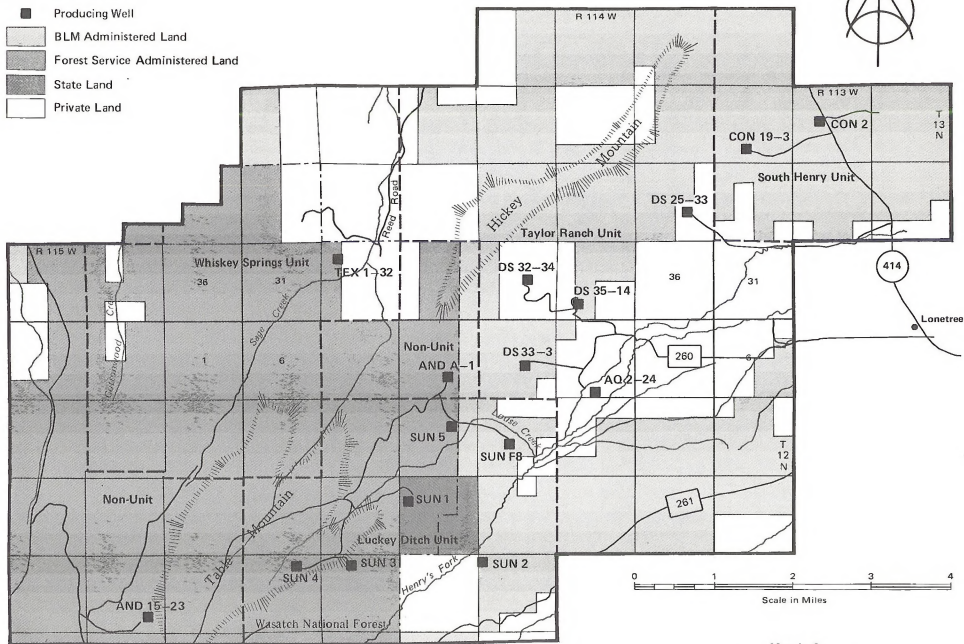 Producing Well
BLM Administered Land
Forest Service Administered Land
State Land
Private Land
R 114 W
R 113 W
T
13
N
CON 2
CON 19-3
South Henry Unit
Hickey
Mountain
DS 25-33
Reed Road
Taylor Ranch Unit
R 115 W
Whiskey Springs Unit
TEX 1-32
36
31
DS 32-34
DS 35-14
36
31
414
Lonetree
Cottonwood Creek
Sage Creek
1
6
Non-Unit
AND A-1
DS 33-3
260
6
AQ 2-24
SUN 5
Louse Creek
SUN F8
T
12
N
Non-Unit
Table
Mountain
SUN 1
261
Luckey Ditch Unit
SUN 4
SUN 3
Henry's Fork
SUN 2
AND 15-23
Wasatch National Forest
0 1 2 3 4
Scale in Miles